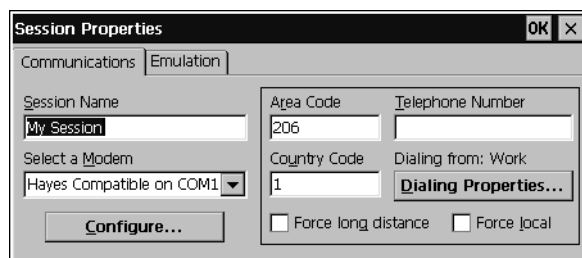 Session Properties OK ×
Communications Emulation
Session Name
My Session
Select a Modem
Hayes Compatible on COM1
Configure...
Area Code Telephone Number
206
Country Code Dialing from: Work
1 Dialing Properties...
Force long distance Force local